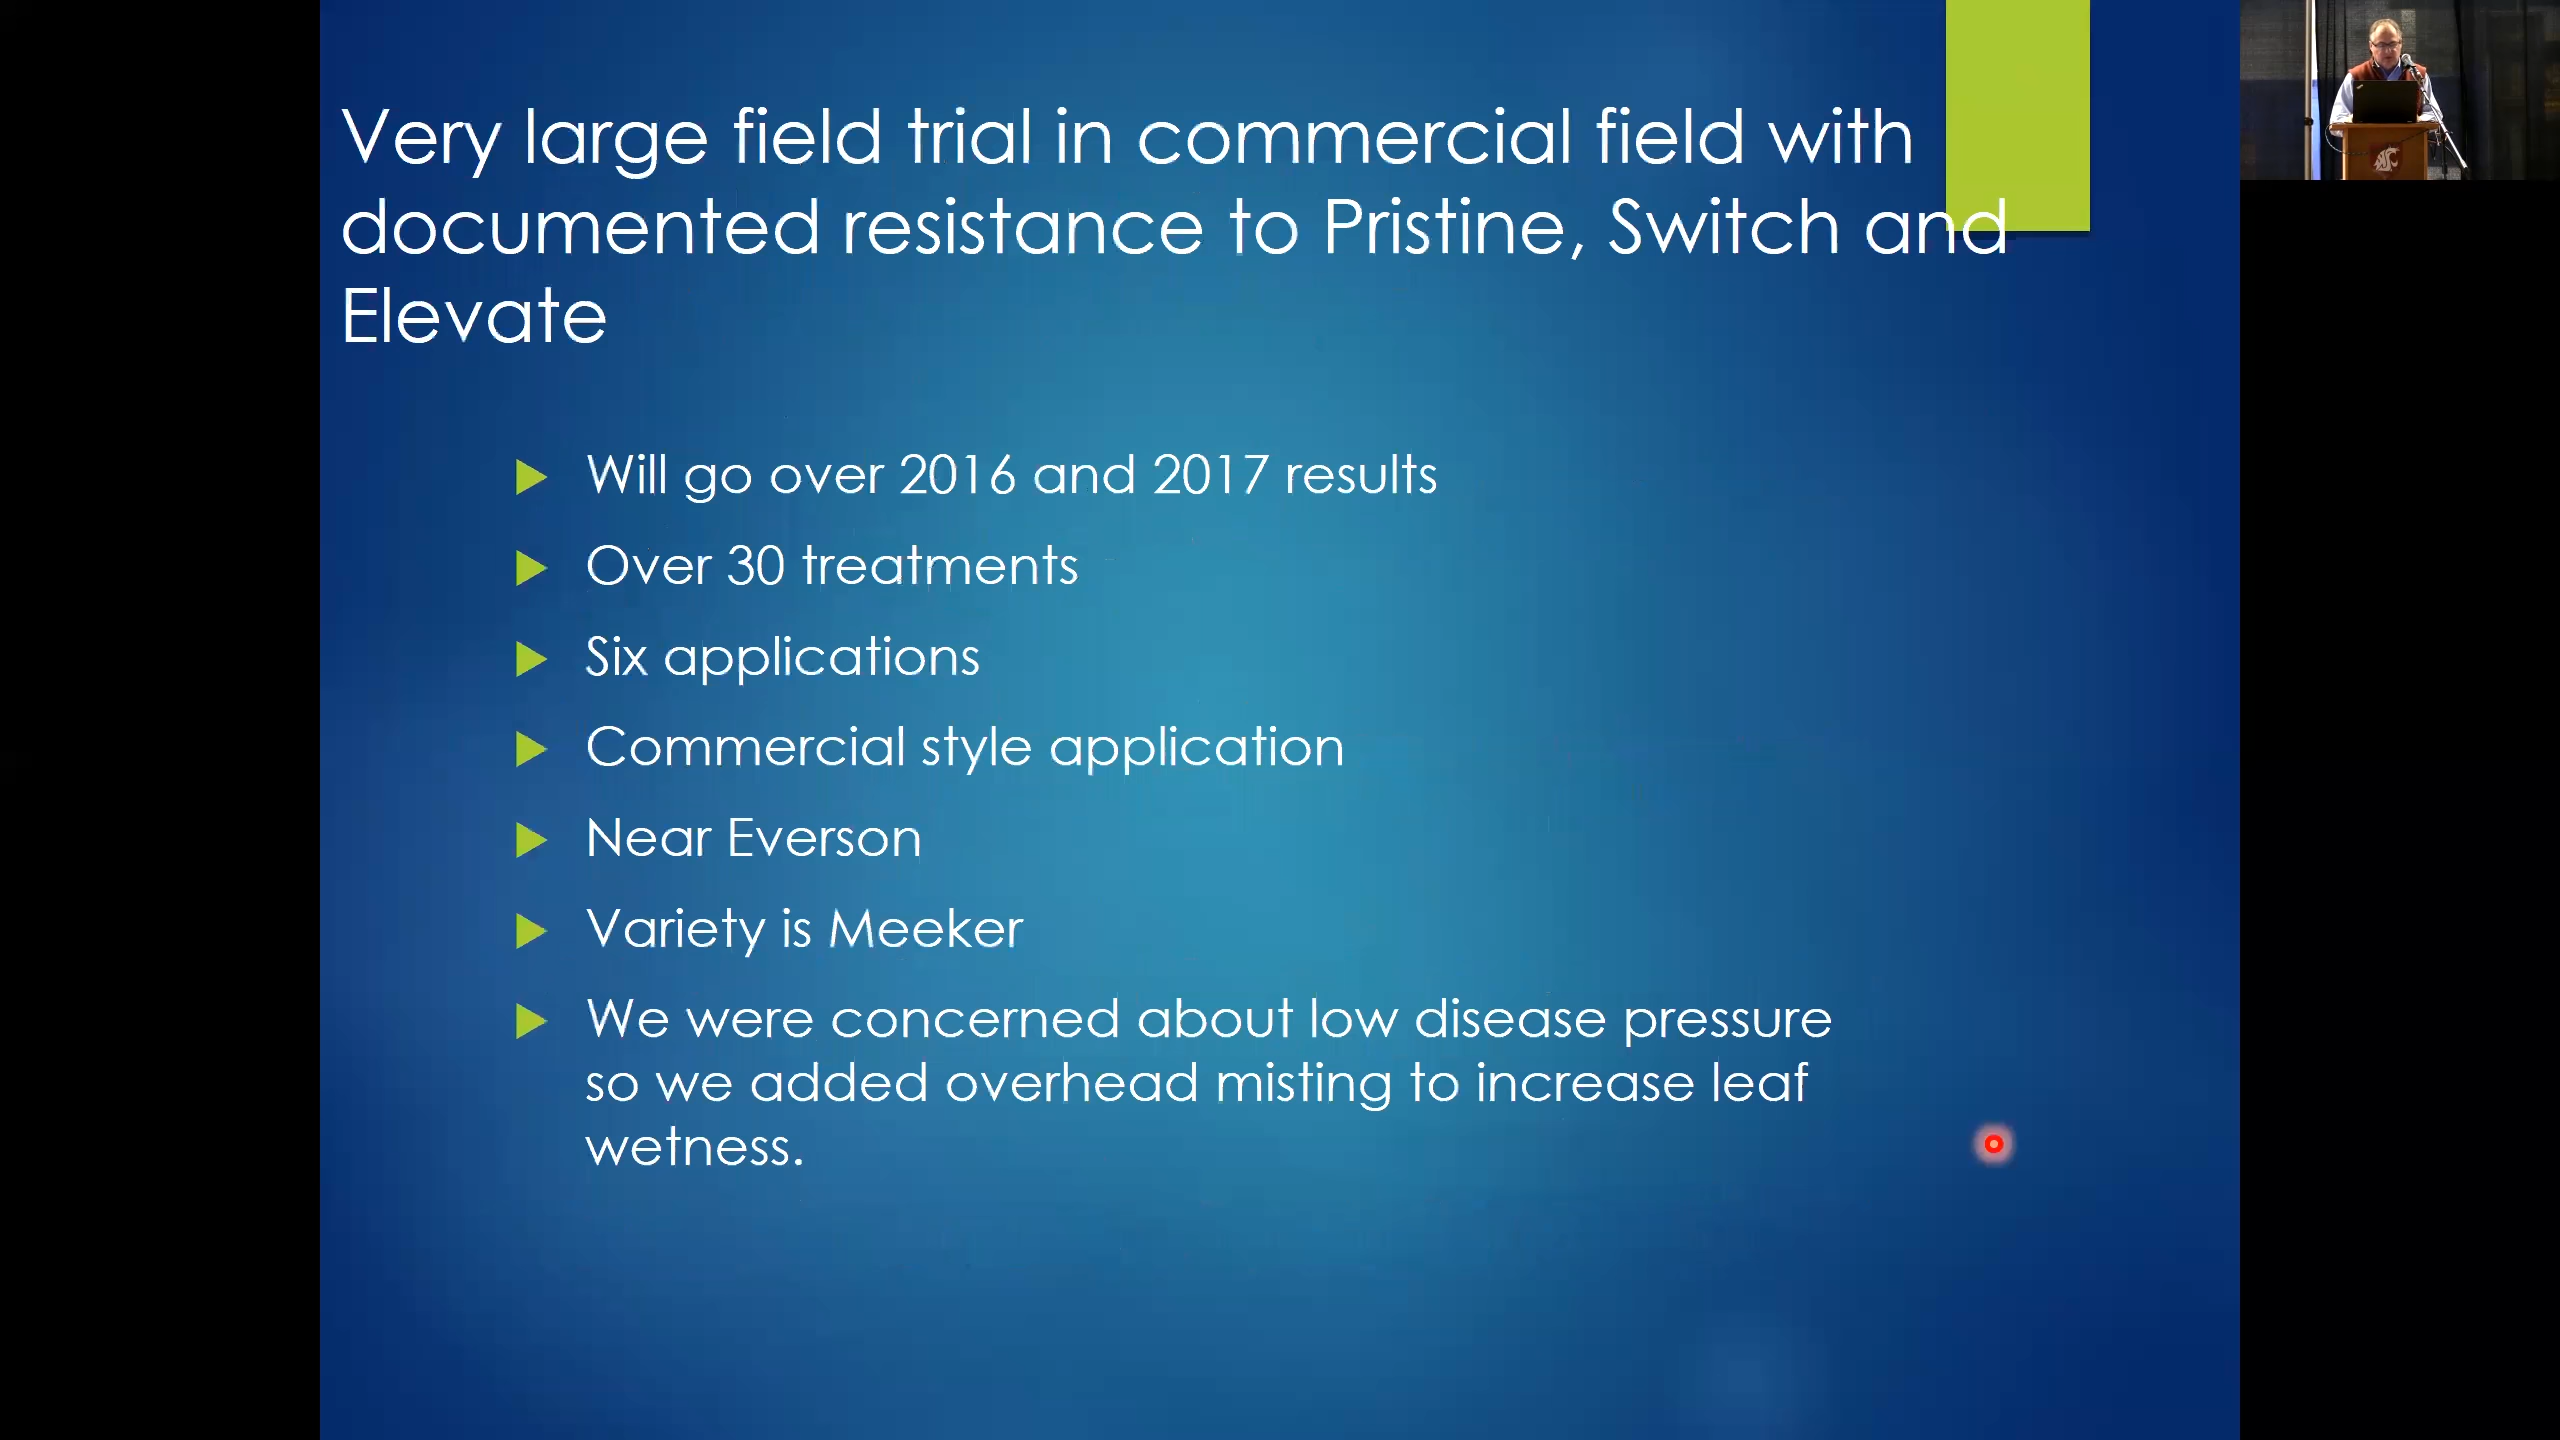 Very large field trial in commercial field with
documented resistance to Pristine, Switch and
Elevate
Will go over 2016 and 2017 results
Over 30 treatments
Six applications
Commercial style application
Near Everson
Variety is Meeker
We were concerned about low disease pressure
so we added overhead misting to increase leaf
wetness.